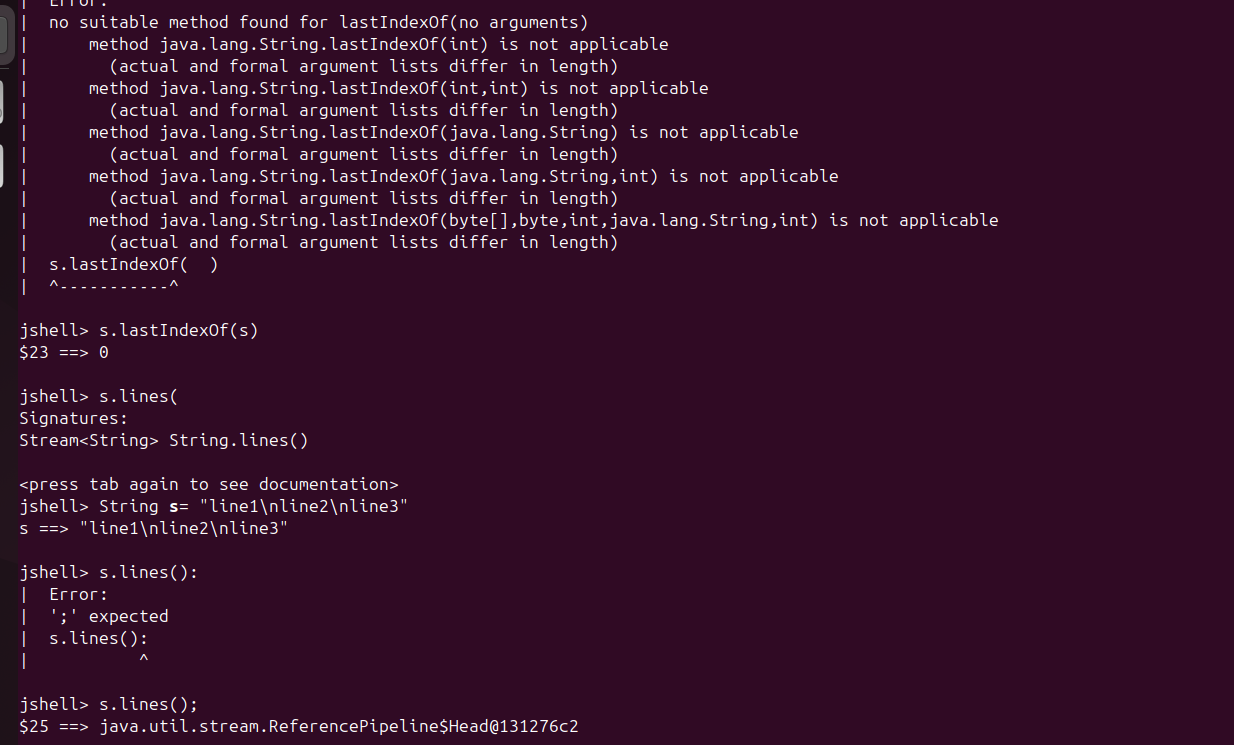 |  Error:
|  no suitable method found for lastIndexOf(no arguments)
|      method java.lang.String.lastIndexOf(int) is not applicable
|        (actual and formal argument lists differ in length)
|      method java.lang.String.lastIndexOf(int,int) is not applicable
|        (actual and formal argument lists differ in length)
|      method java.lang.String.lastIndexOf(java.lang.String) is not applicable
|        (actual and formal argument lists differ in length)
|      method java.lang.String.lastIndexOf(java.lang.String,int) is not applicable
|        (actual and formal argument lists differ in length)
|      method java.lang.String.lastIndexOf(byte[],byte,int,java.lang.String,int) is not applicable
|        (actual and formal argument lists differ in length)
|  s.lastIndexOf(  )
|  ^-----------^
jshell> s.lastIndexOf(s)
$23 ==> 0
jshell> s.lines(
Signatures:
Stream<String> String.lines()
<press tab again to see documentation>
jshell> String s= "line1\nline2\nline3"
s ==> "line1\nline2\nline3"
jshell> s.lines():
|  Error:
|  ';' expected
|  s.lines():
|           ^
jshell> s.lines();
$25 ==> java.util.stream.ReferencePipeline$Head@131276c2